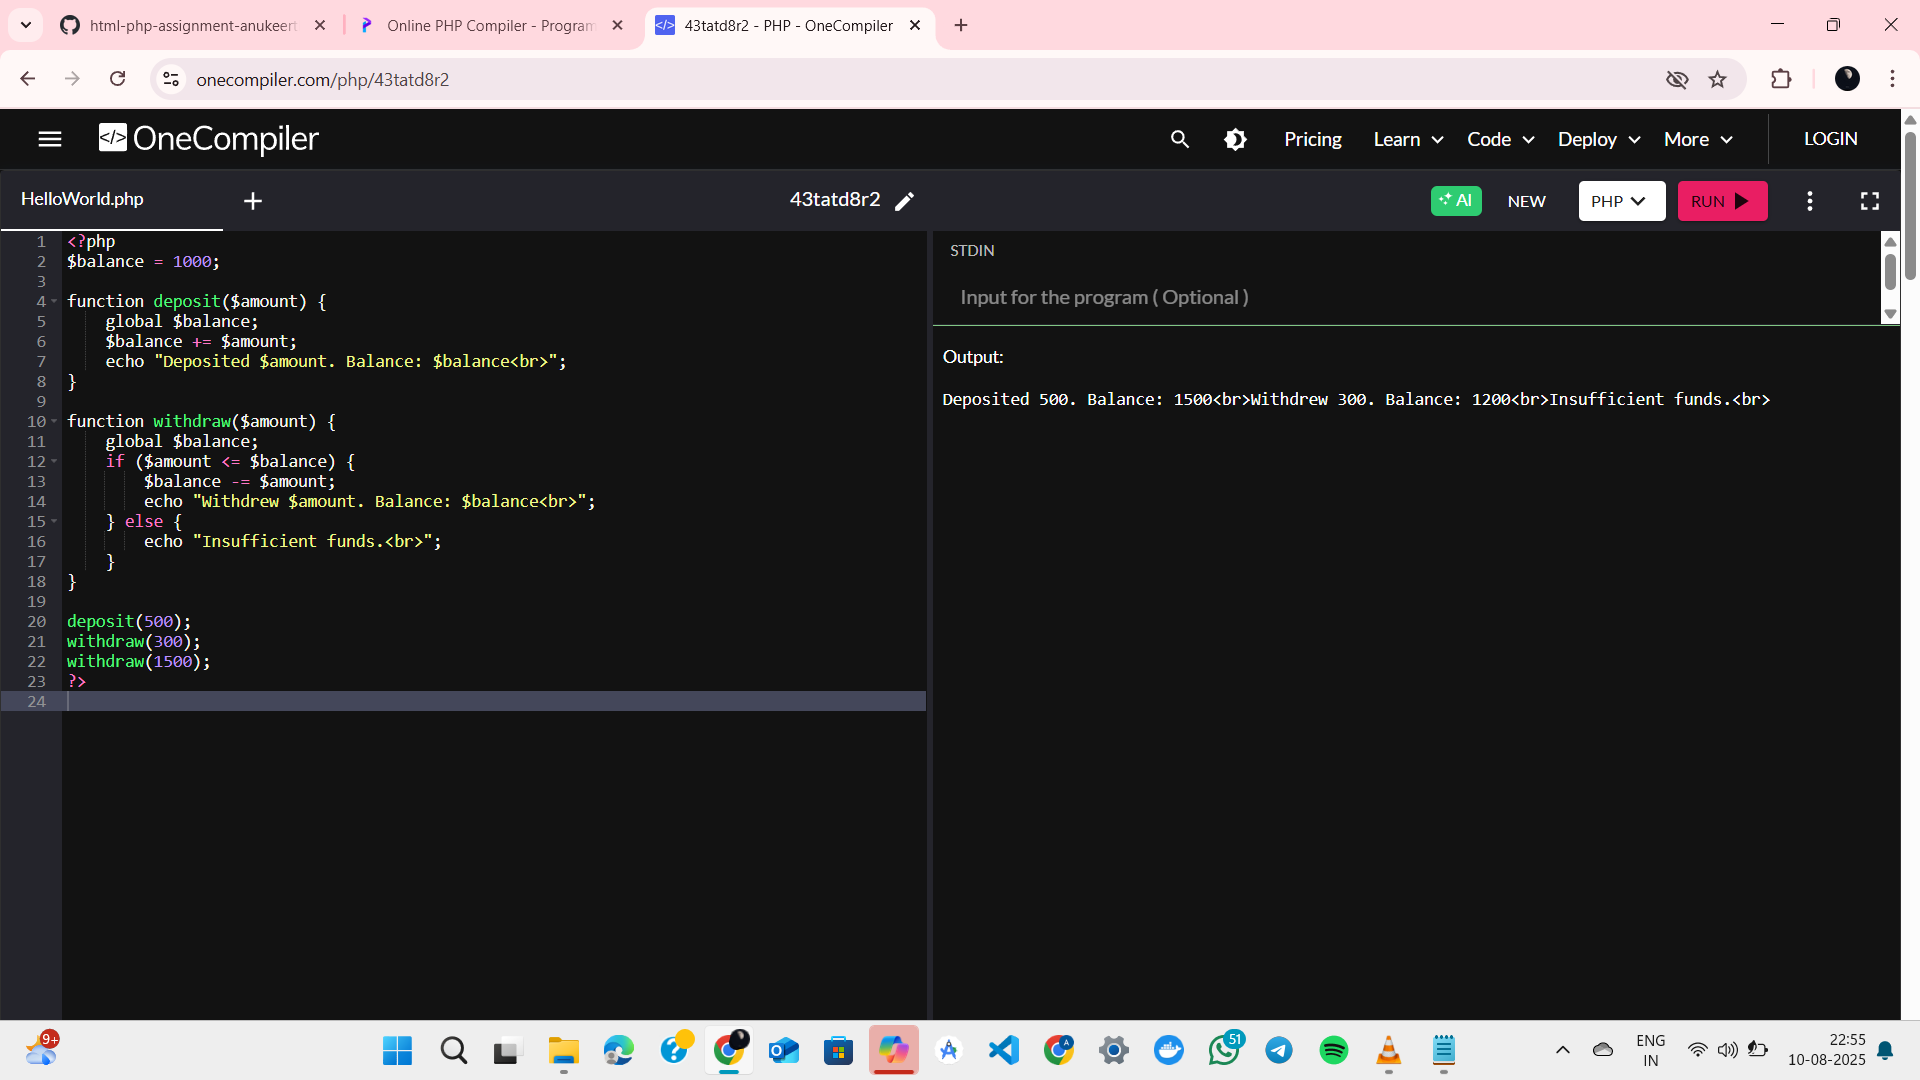 html-php-assignment-anukeert
Online PHP Compiler - Program
43tatd8r2 - PHP - OneCompiler
onecompiler.com/php/43tatd8r2
</> OneCompiler
Pricing
Learn
Code
Deploy
More
LOGIN
HelloWorld.php
43tatd8r2
AI
NEW
PHP
RUN
1 <?php
2 $balance = 1000;
3
4 function deposit($amount) {
5 global $balance;
6 $balance += $amount;
7 echo "Deposited $amount. Balance: $balance<br>";
8 }
9
10 function withdraw($amount) {
11 global $balance;
12 if ($amount <= $balance) {
13 $balance -= $amount;
14 echo "Withdrew $amount. Balance: $balance<br>";
15 } else {
16 echo "Insufficient funds.<br>";
17 }
18 }
19
20 deposit(500);
21 withdraw(300);
22 withdraw(1500);
23 ?>
24
STDIN
Input for the program ( Optional )
Output:
Deposited 500. Balance: 1500<br>Withdrew 300. Balance: 1200<br>Insufficient funds.<br>
9+
51
ENG
IN
22:55
10-08-2025